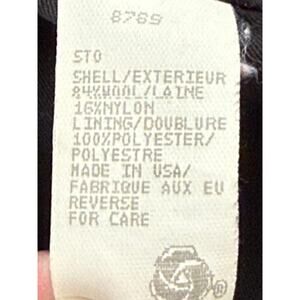 8769
STO
SHELL/EXTERIEUR
84%WOOL/LAINE
16%NYLON
LINING/DOUBLURE
100%POLYESTER/
POLYESTRE
MADE IN USA/
FABRIQUE AUX EU
REVERSE
FOR CARE
®